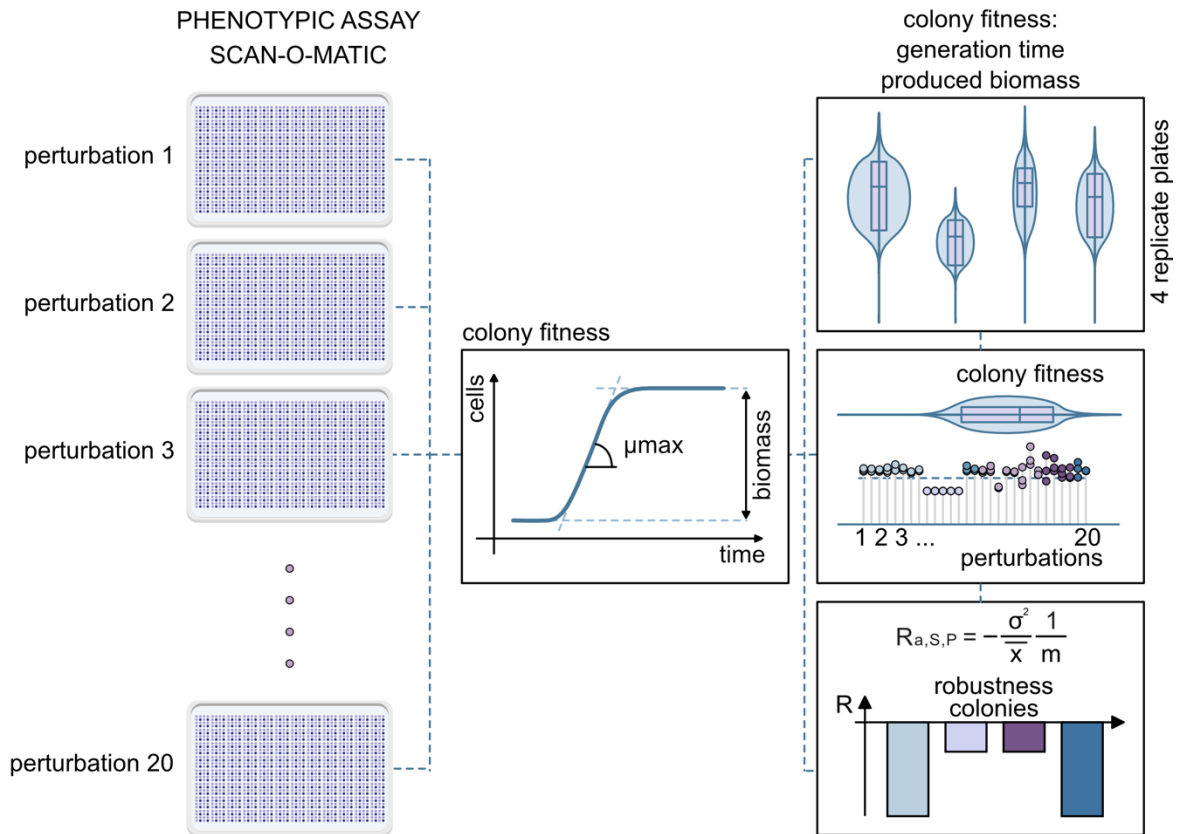 PHENOTYPIC ASSAY
SCAN-O-MATIC
perturbation 1
perturbation 2
perturbation 3
perturbation 20
colony fitness
cells
μmax
biomass
time
colony fitness:
generation time
produced biomass
4 replicate plates
colony fitness
1 2 3 ... 20
perturbations
Ra,S,P = - σ² / x̅ 1 / m
robustness
colonies
R